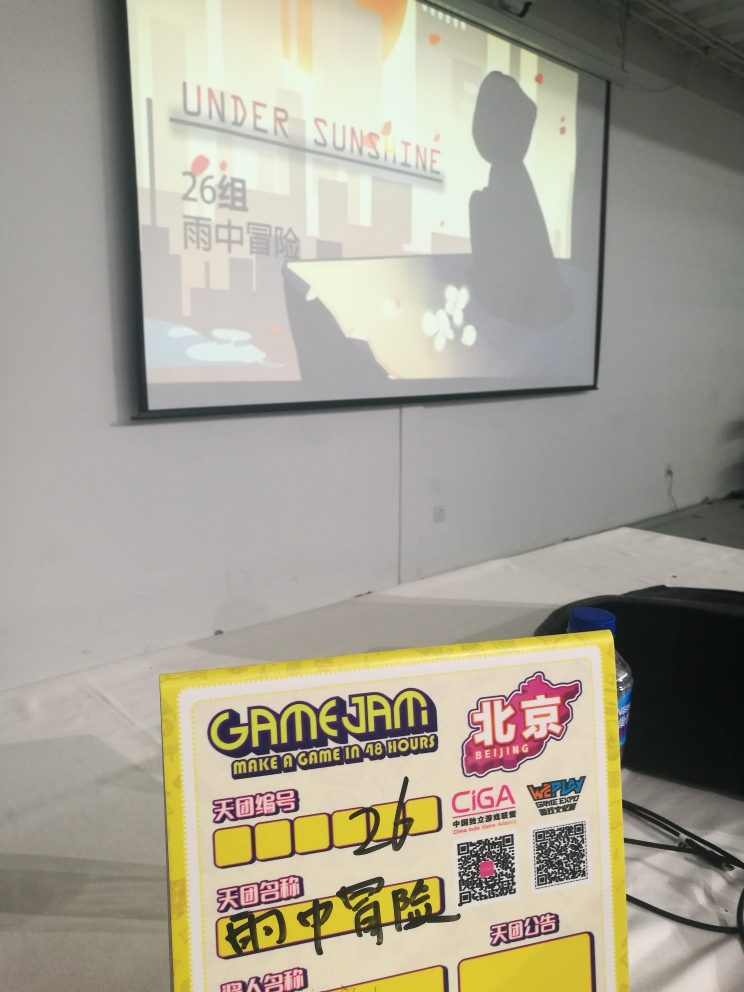 UNDER SUNSHINE
26组
雨中冒险
GAMEJAM
MAKE A GAME IN 48 HOURS
北京
BEIJING
天团编号
26
CiGA
中国独立游戏联盟
China Indie Game Alliance
W2PLAY
GAME EXPO
天团名称
雨中冒险
天团公告